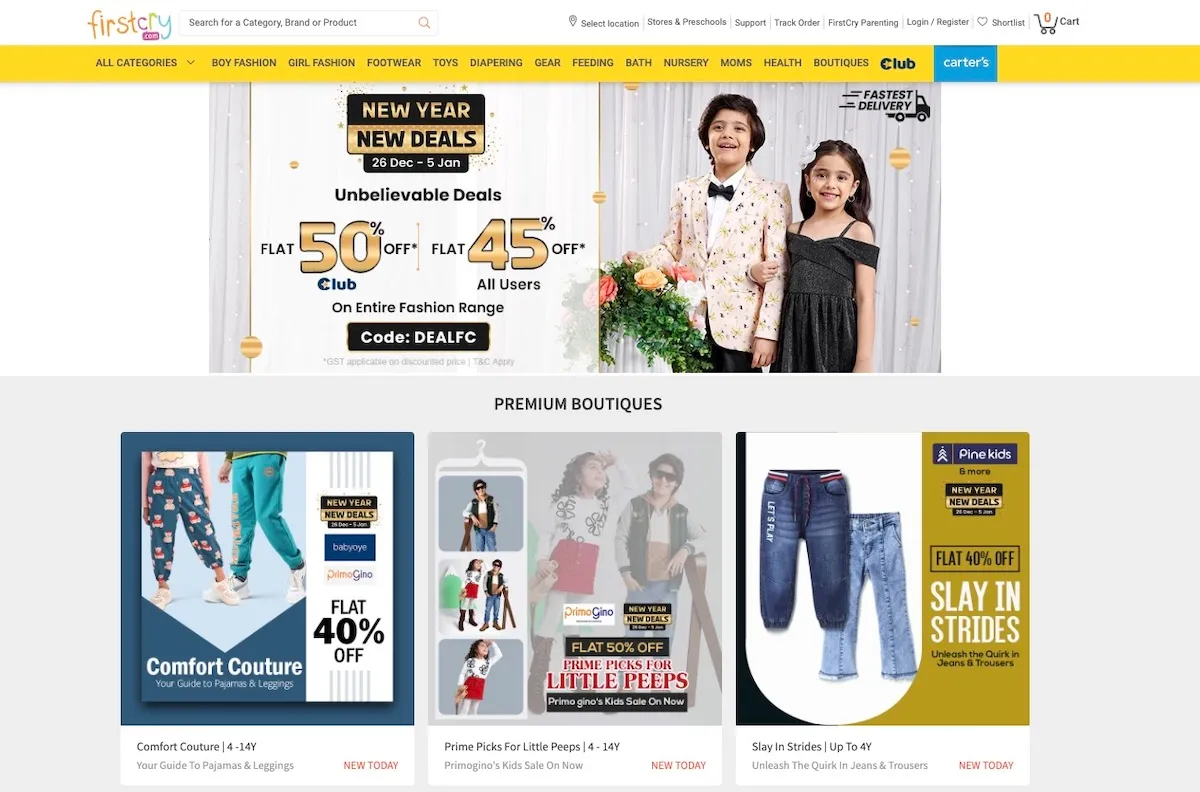 firstcry
.com
Search for a Category, Brand or Product
Select location
Stores & Preschools
Support
Track Order
FirstCry Parenting
Login / Register
Shortlist
0
Cart
ALL CATEGORIES
BOY FASHION
GIRL FASHION
FOOTWEAR
TOYS
DIAPERING
GEAR
FEEDING
BATH
NURSERY
MOMS
HEALTH
BOUTIQUES
Club
carter's
NEW YEAR
NEW DEALS
26 Dec - 5 Jan
Unbelievable Deals
FLAT 50% OFF*
Club
FLAT 45% OFF*
All Users
On Entire Fashion Range
Code: DEALFC
*GST applicable on discounted price | T&C Apply
FASTEST
DELIVERY
PREMIUM BOUTIQUES
NEW YEAR
NEW DEALS
26 Dec - 5 Jan
babyoye
PrimoGino
FLAT
40%
OFF
Comfort Couture
Your Guide to Pajamas & Leggings
Comfort Couture | 4 -14Y
Your Guide To Pajamas & Leggings
NEW TODAY
PrimoGino
NEW YEAR
NEW DEALS
26 Dec - 5 Jan
FLAT 50% OFF
PRIME PICKS FOR
LITTLE PEEPS
Primo gino's Kids Sale On Now
Prime Picks For Little Peeps | 4 - 14Y
Primogino's Kids Sale On Now
NEW TODAY
LET'S PLAY
Pine kids
& more
NEW YEAR
NEW DEALS
26 Dec - 5 Jan
FLAT 40% OFF
SLAY IN
STRIDES
Unleash the Quirk in
Jeans & Trousers
Slay In Strides | Up To 4Y
Unleash The Quirk In Jeans & Trousers
NEW TODAY